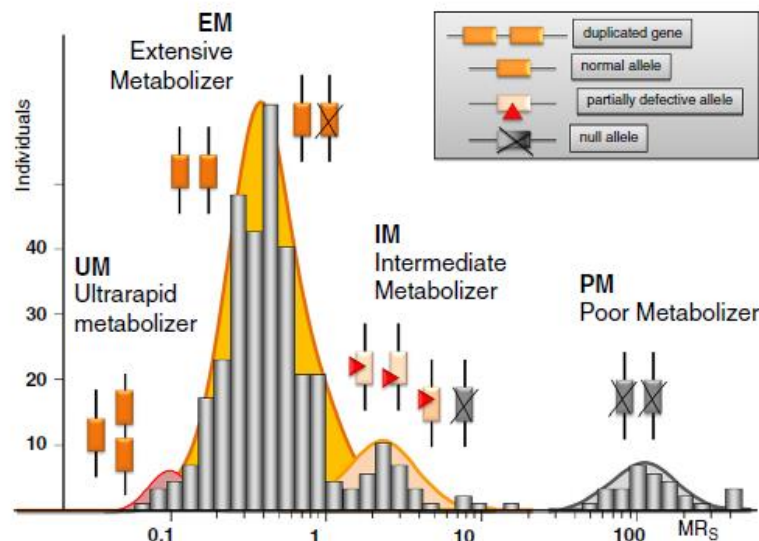 EM
Extensive
Metabolizer
duplicated gene
normal allele
partially defective allele
null allele
Individuals
40
30
20
10
UM
Ultrarapid
metabolizer
IM
Intermediate
Metabolizer
PM
Poor Metabolizer
0.1
1
10
100
MRS